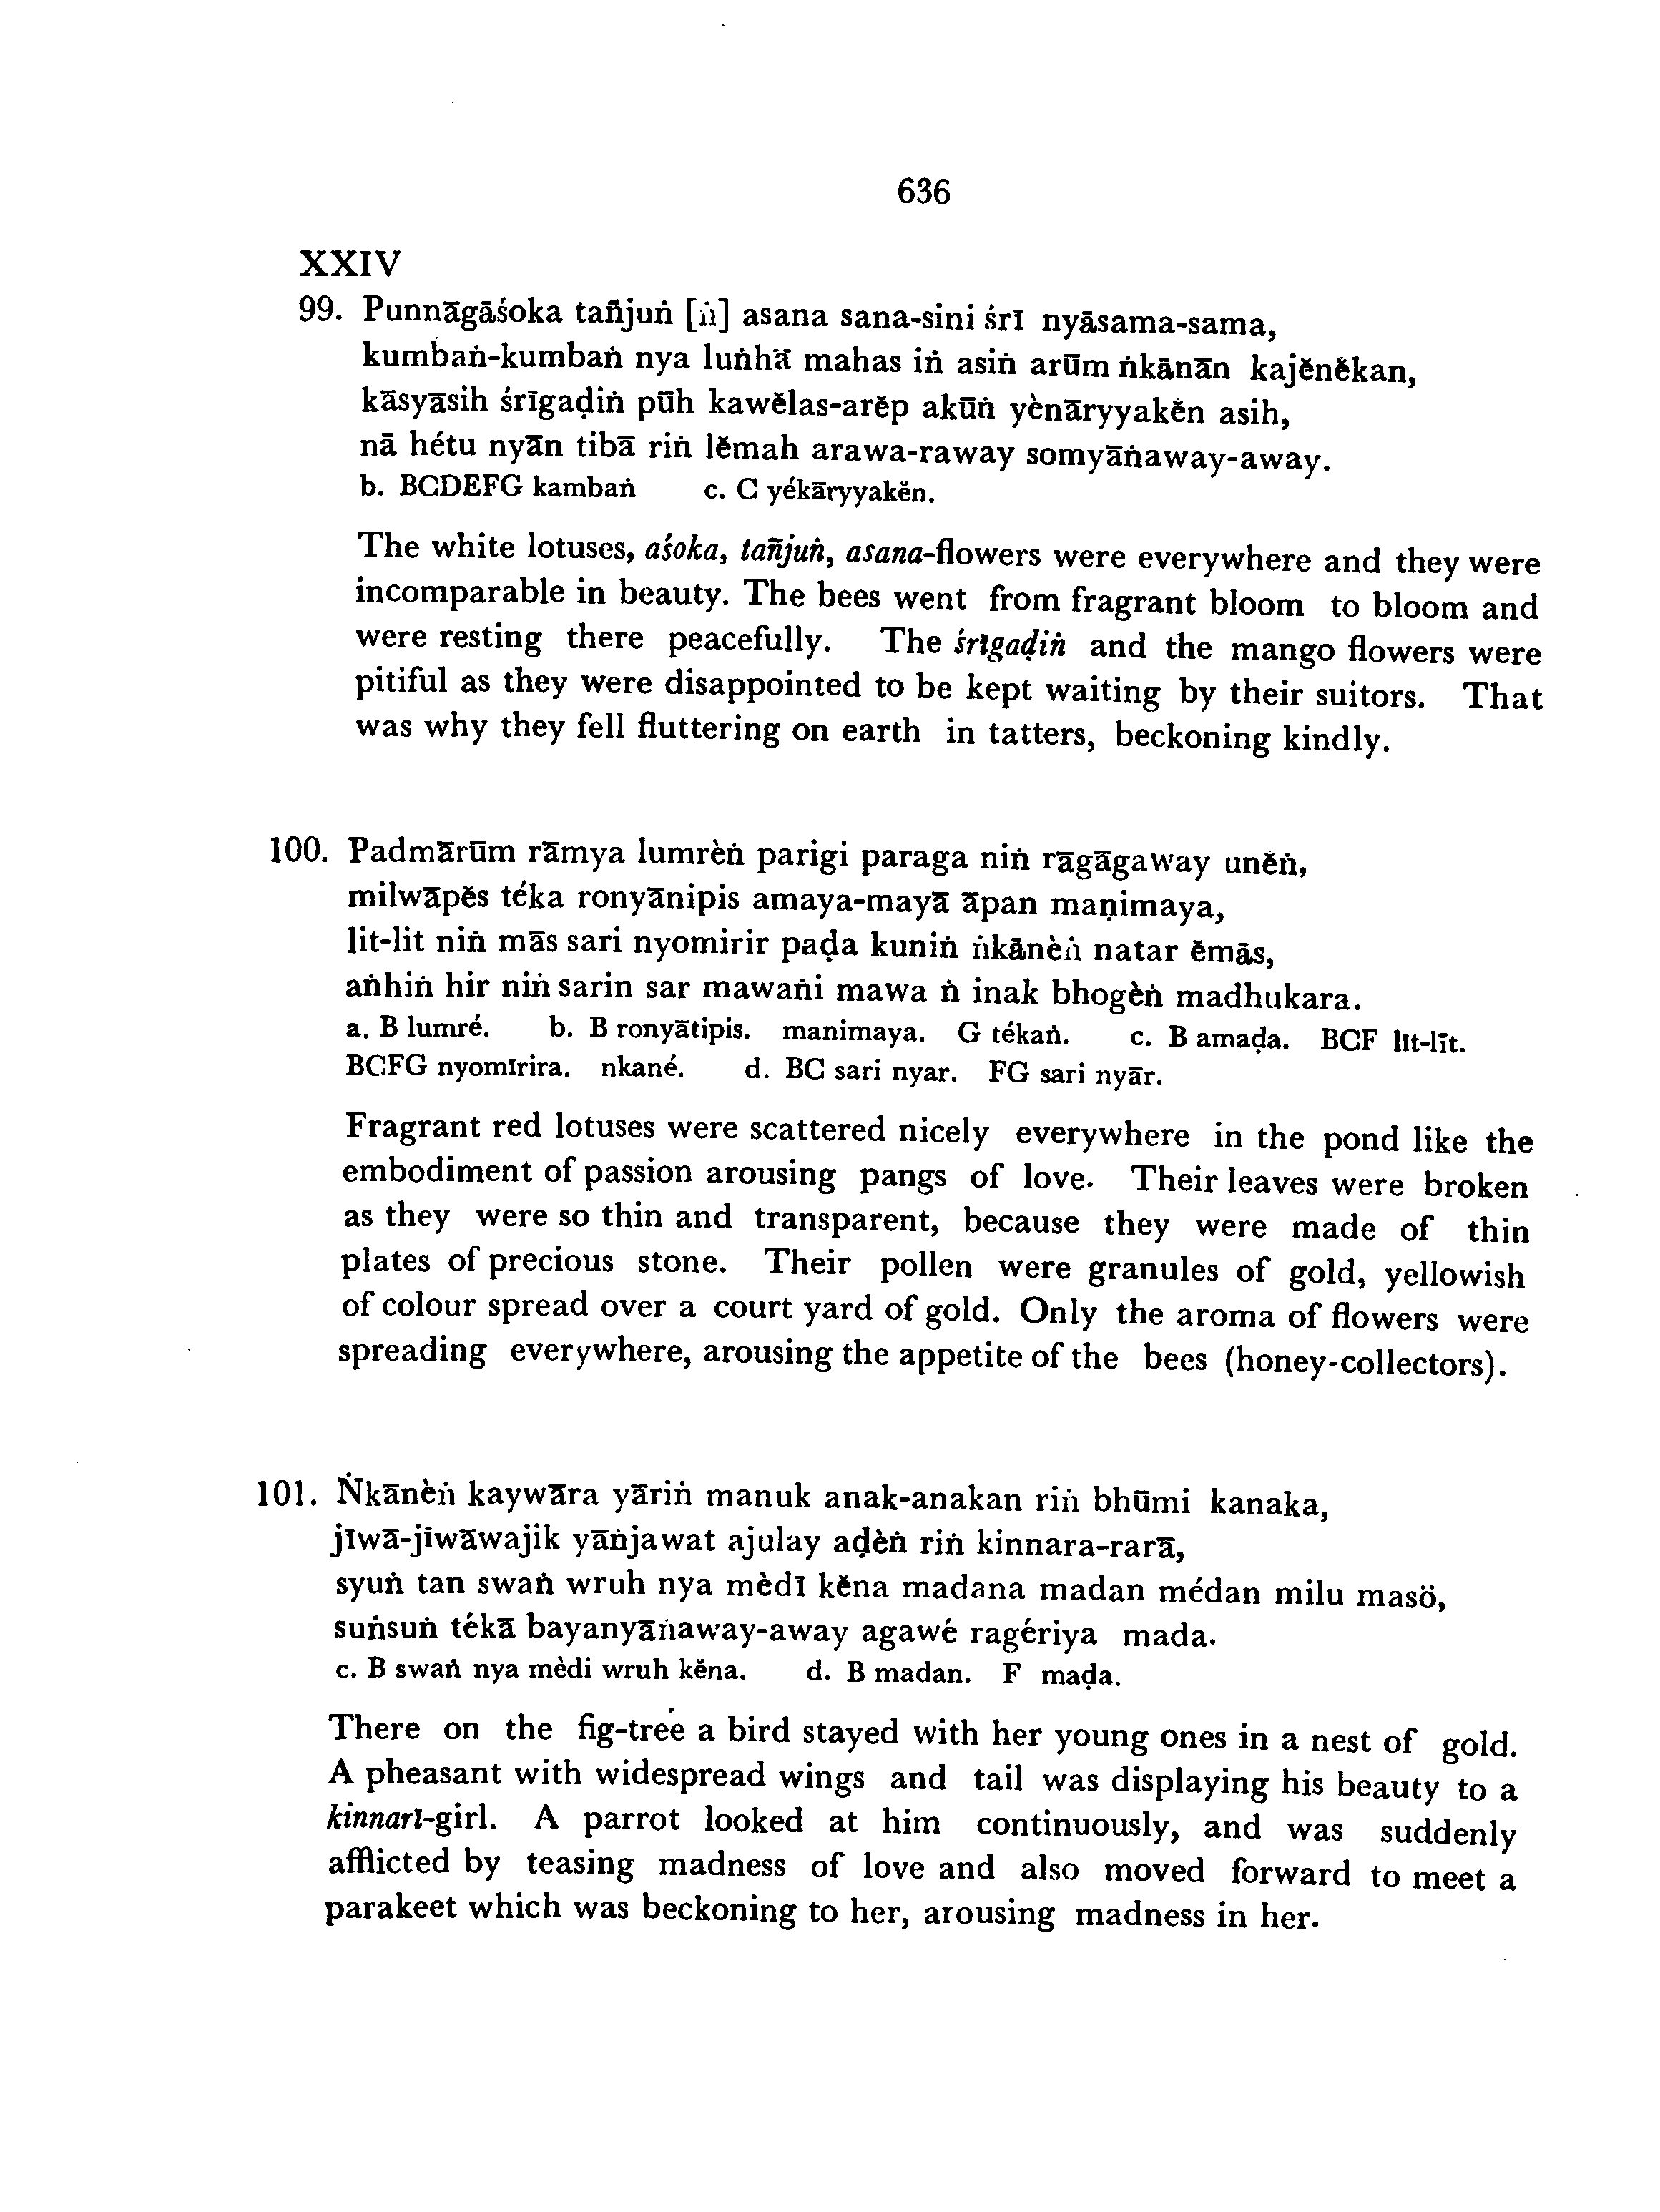 636
XXIV
99. Punnāgāśoka tañjuṅ [ṅ] asana sana-sini śrī nyāsama-sama,
kumbaṅ-kumbaṅ nya luṅhā mahas iṅ asiṅ arūm ṅkānān kajĕnĕkan,
kāsyāsih śrīgaḍiṅ pūh kawĕlas-arĕp akūṅ yènāryyakĕn asih,
nā hétu nyān tibā riṅ lĕmah arawa-raway somyāṅaway-away.
b. BCDEFG kambaṅ c. C yékāryyakĕn.
The white lotuses, aśoka, tañjuṅ, asana-flowers were everywhere and they were
incomparable in beauty. The bees went from fragrant bloom to bloom and
were resting there peacefully. The śrīgaḍiṅ and the mango flowers were
pitiful as they were disappointed to be kept waiting by their suitors. That
was why they fell fluttering on earth in tatters, beckoning kindly.
100. Padmārūm rāmya lumrèṅ parigi paraga niṅ rāgāgaway unĕṅ,
milwāpĕs téka ronyānipis amaya-mayā āpan maṇimaya,
lit-lit niṅ mās sari nyomirir paḍa kuniṅ ṅkānèṅ natar ĕmās,
aṅhiṅ hir niṅ sarin sar mawaṅi mawa ṅ inak bhogèṅ madhukara.
a. B lumré. b. B ronyātipis. manimaya. G tékaṅ. c. B amaḍa. BCF līt-līt.
BCFG nyomīrira. nkané. d. BC sari nyar. FG sari nyār.
Fragrant red lotuses were scattered nicely everywhere in the pond like the
embodiment of passion arousing pangs of love. Their leaves were broken
as they were so thin and transparent, because they were made of thin
plates of precious stone. Their pollen were granules of gold, yellowish
of colour spread over a court yard of gold. Only the aroma of flowers were
spreading everywhere, arousing the appetite of the bees (honey-collectors).
101. Ṅkānèṅ kaywāra yāriṅ manuk anak-anakan riṅ bhūmi kanaka,
jīwā-jīwāwajik yāṅjawat ajulay aḍèṅ riṅ kinnara-rarā,
syuṅ tan swaṅ wruh nya mèdī kĕna madana madan médan milu masö,
suṅsuṅ tékā bayanyāṅaway-away agawé ragériya mada.
c. B swaṅ nya mèdi wruh kĕna. d. B madan. F maḍa.
There on the fig-tree a bird stayed with her young ones in a nest of gold.
A pheasant with widespread wings and tail was displaying his beauty to a
kinnarī-girl. A parrot looked at him continuously, and was suddenly
afflicted by teasing madness of love and also moved forward to meet a
parakeet which was beckoning to her, arousing madness in her.